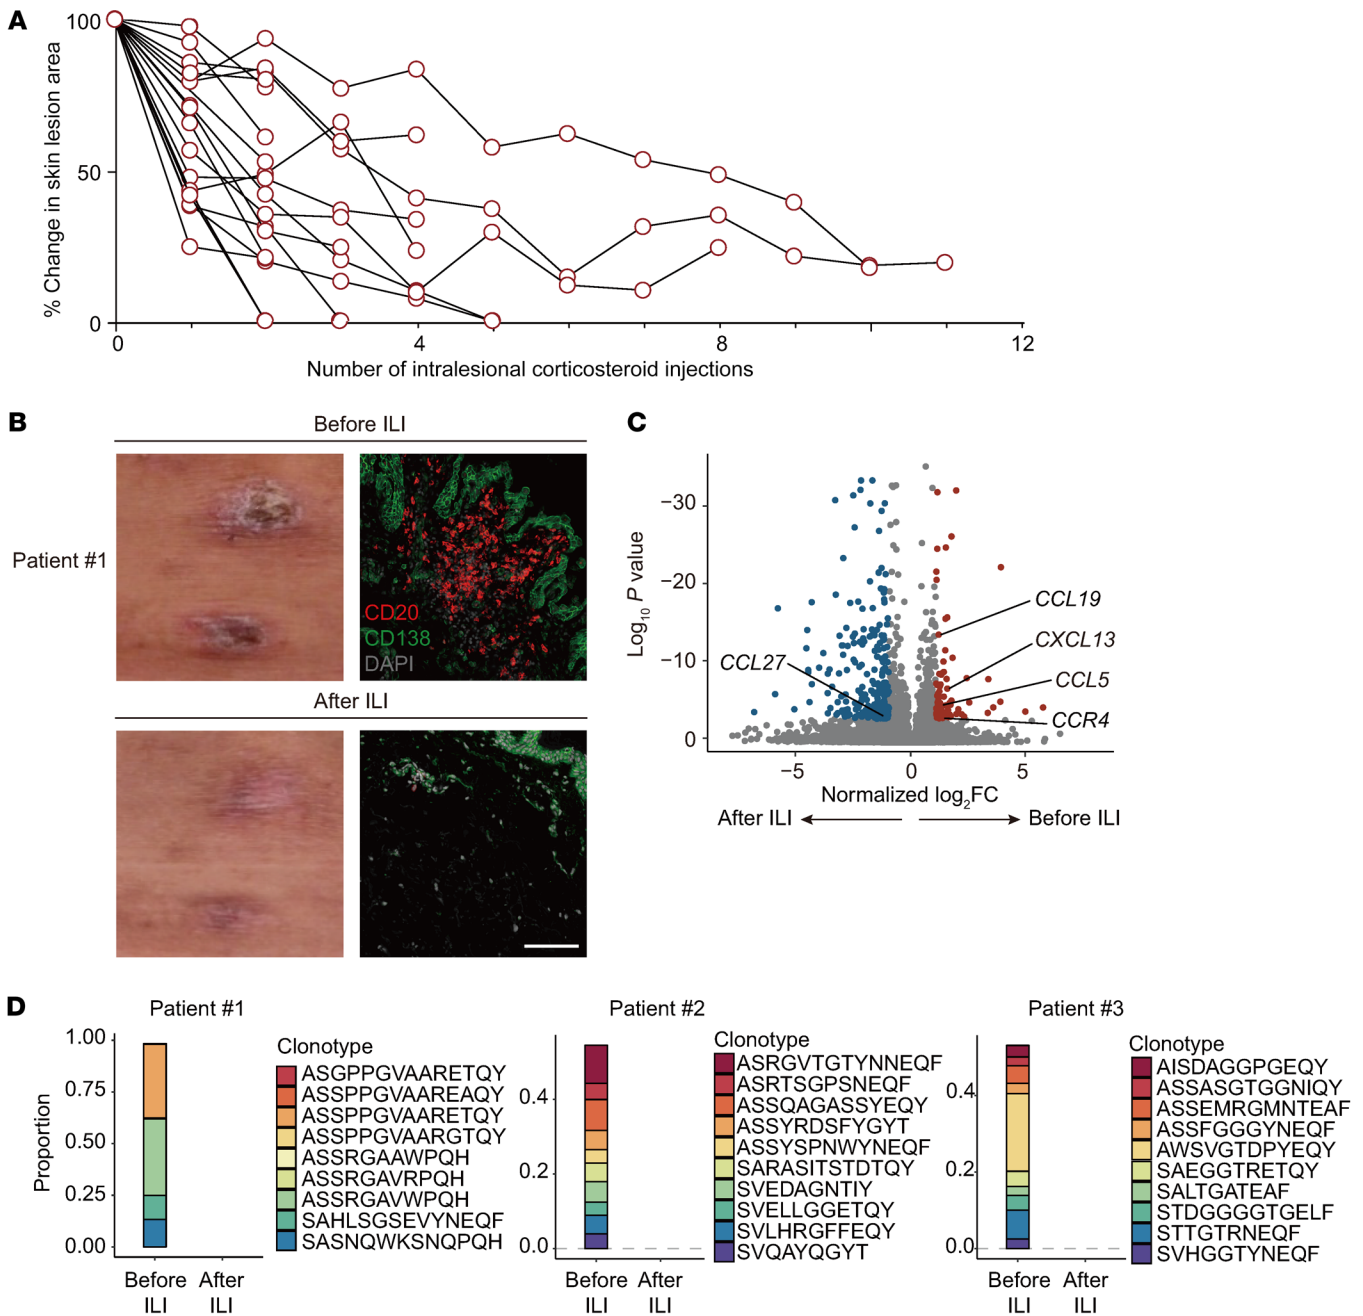 A
% Change in skin lesion area
100
50
0
0 4 8 12
Number of intralesional corticosteroid injections
B
Before ILI
Patient #1
CD20
CD138
DAPI
After ILI
C
Log10 P value
−30
−20
−10
0
CCL19
CXCL13
CCL5
CCR4
CCL27
−5 0 5
Normalized log2FC
After ILI
Before ILI
D
Patient #1
Proportion
1.00
0.75
0.50
0.25
0.00
Before ILI
After ILI
Clonotype
ASGPPGVAARETQY
ASSPPGVAAREAQY
ASSPPGVAARETQY
ASSPPGVAARGTQY
ASSRGAAWPQH
ASSRGAVRPQH
ASSRGAVWPQH
SAHLSGSEVYNEQF
SASNQWKSNQPQH
Patient #2
0.4
0.2
0.0
Before ILI
After ILI
Clonotype
ASRGVTGTYNNEQF
ASRTSGPSNEQF
ASSQAGASSYEQY
ASSYRDSFYGYT
ASSYSPNWYNEQF
SARASITSTDTQY
SVEDAGNTIY
SVELLGGETQY
SVLHRGFFEQY
SVQAYQGYT
Patient #3
0.4
0.2
0.0
Before ILI
After ILI
Clonotype
AISDAGGPGEQY
ASSASGTGGNIQY
ASSEMRGMNTEAF
ASSFGGGYNEQF
AWSVGTDPYEQY
SAEGGTRETQY
SALTGATEAF
STDGGGGTGELF
STTGTRNEQF
SVHGGTYNEQF